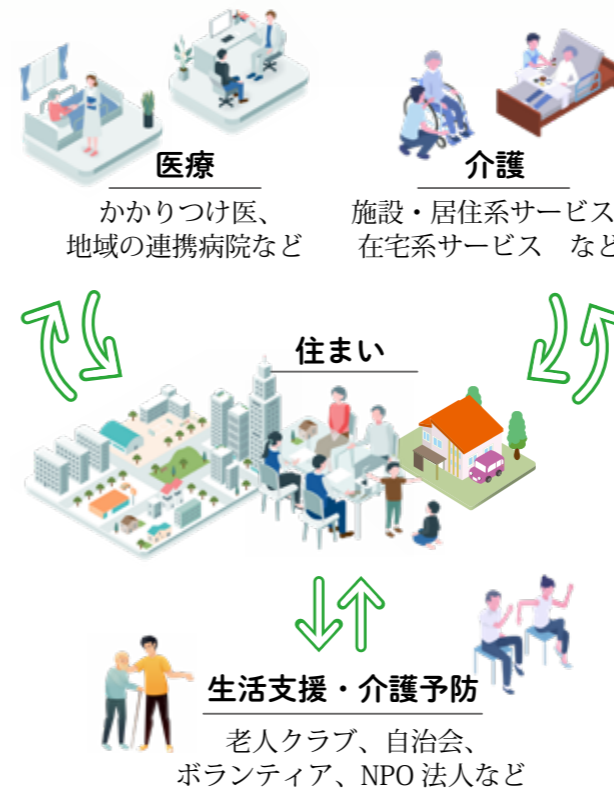 医療
かかりつけ医、
地域の連携病院など
介護
施設・居住系サービス
在宅系サービス　など
住まい
生活支援・介護予防
老人クラブ、自治会、
ボランティア、NPO 法人など